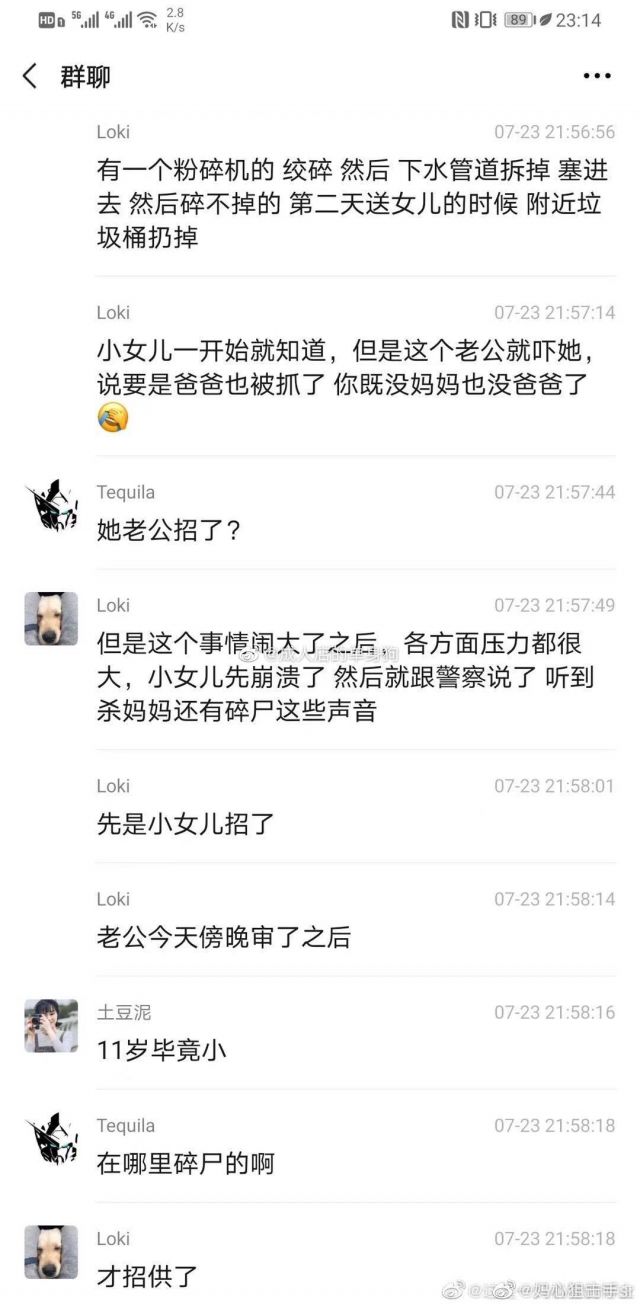 HD 5G 4G 2.8 K/s 89 23:14
群聊
Loki 07-23 21:56:56
有一个粉碎机的 绞碎 然后 下水管道拆掉 塞进
去 然后碎不掉的 第二天送女儿的时候 附近垃
圾桶扔掉
Loki 07-23 21:57:14
小女儿一开始就知道，但是这个老公就吓她，
说要是爸爸也被抓了 你既没妈妈也没爸爸了
🤦
Tequila 07-23 21:57:44
她老公招了？
Loki 07-23 21:57:49
但是这个事情闹大了之后，各方面压力都很
大，小女儿先崩溃了 然后就跟警察说了 听到
杀妈妈还有碎尸这些声音
@成人店的单身狗
Loki 07-23 21:58:01
先是小女儿招了
Loki 07-23 21:58:14
老公今天傍晚审了之后
土豆泥 07-23 21:58:16
11岁毕竟小
Tequila 07-23 21:58:18
在哪里碎尸的啊
Loki 07-23 21:58:18
才招供了
@妈心狙击手sr